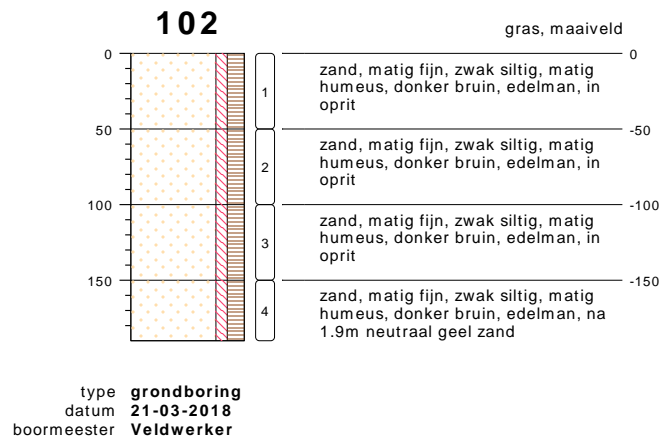 102
gras, maaiveld
0
0
zand, matig fijn, zwak siltig, matig
humeus, donker bruin, edelman, in
oprit
1
50
-50
zand, matig fijn, zwak siltig, matig
humeus, donker bruin, edelman, in
oprit
2
100
-100
zand, matig fijn, zwak siltig, matig
humeus, donker bruin, edelman, in
oprit
3
150
-150
zand, matig fijn, zwak siltig, matig
humeus, donker bruin, edelman, na
1.9m neutraal geel zand
4
type grondboring
datum 21-03-2018
boormeester Veldwerker